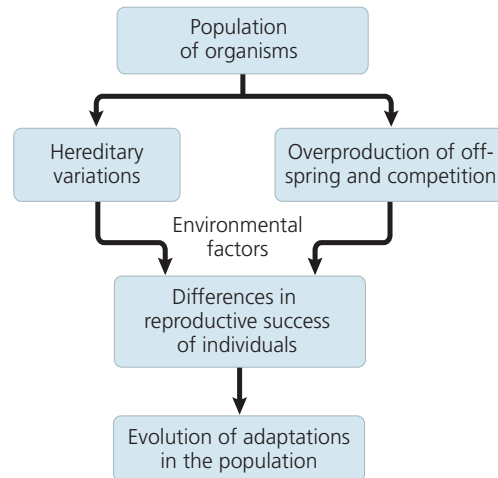 Population
of organisms
Hereditary
variations
Overproduction of off-
spring and competition
Environmental
factors
Differences in
reproductive success
of individuals
Evolution of adaptations
in the population